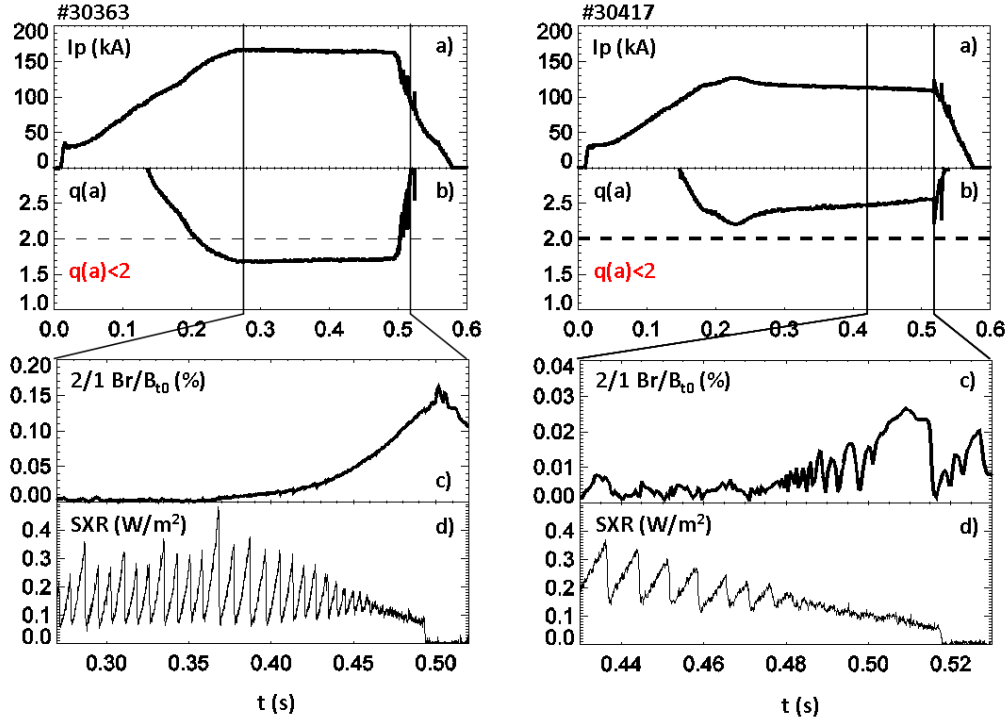 #30363
Ip (kA)
a)
200
150
100
50
0
q(a)
b)
2.5
2.0
1.5
1.0
q(a)<2
0.0 0.1 0.2 0.3 0.4 0.5 0.6
2/1 Br/Bt0 (%)
c)
0.20
0.15
0.10
0.05
0.00
SXR (W/m²)
d)
0.4
0.3
0.2
0.1
0.0
0.30 0.35 0.40 0.45 0.50
t (s)
#30417
Ip (kA)
a)
200
150
100
50
0
q(a)
b)
2.5
2.0
1.5
1.0
q(a)<2
0.0 0.1 0.2 0.3 0.4 0.5 0.6
2/1 Br/Bt0 (%)
c)
0.04
0.03
0.02
0.01
0.00
SXR (W/m²)
d)
0.4
0.3
0.2
0.1
0.0
0.44 0.46 0.48 0.50 0.52
t (s)